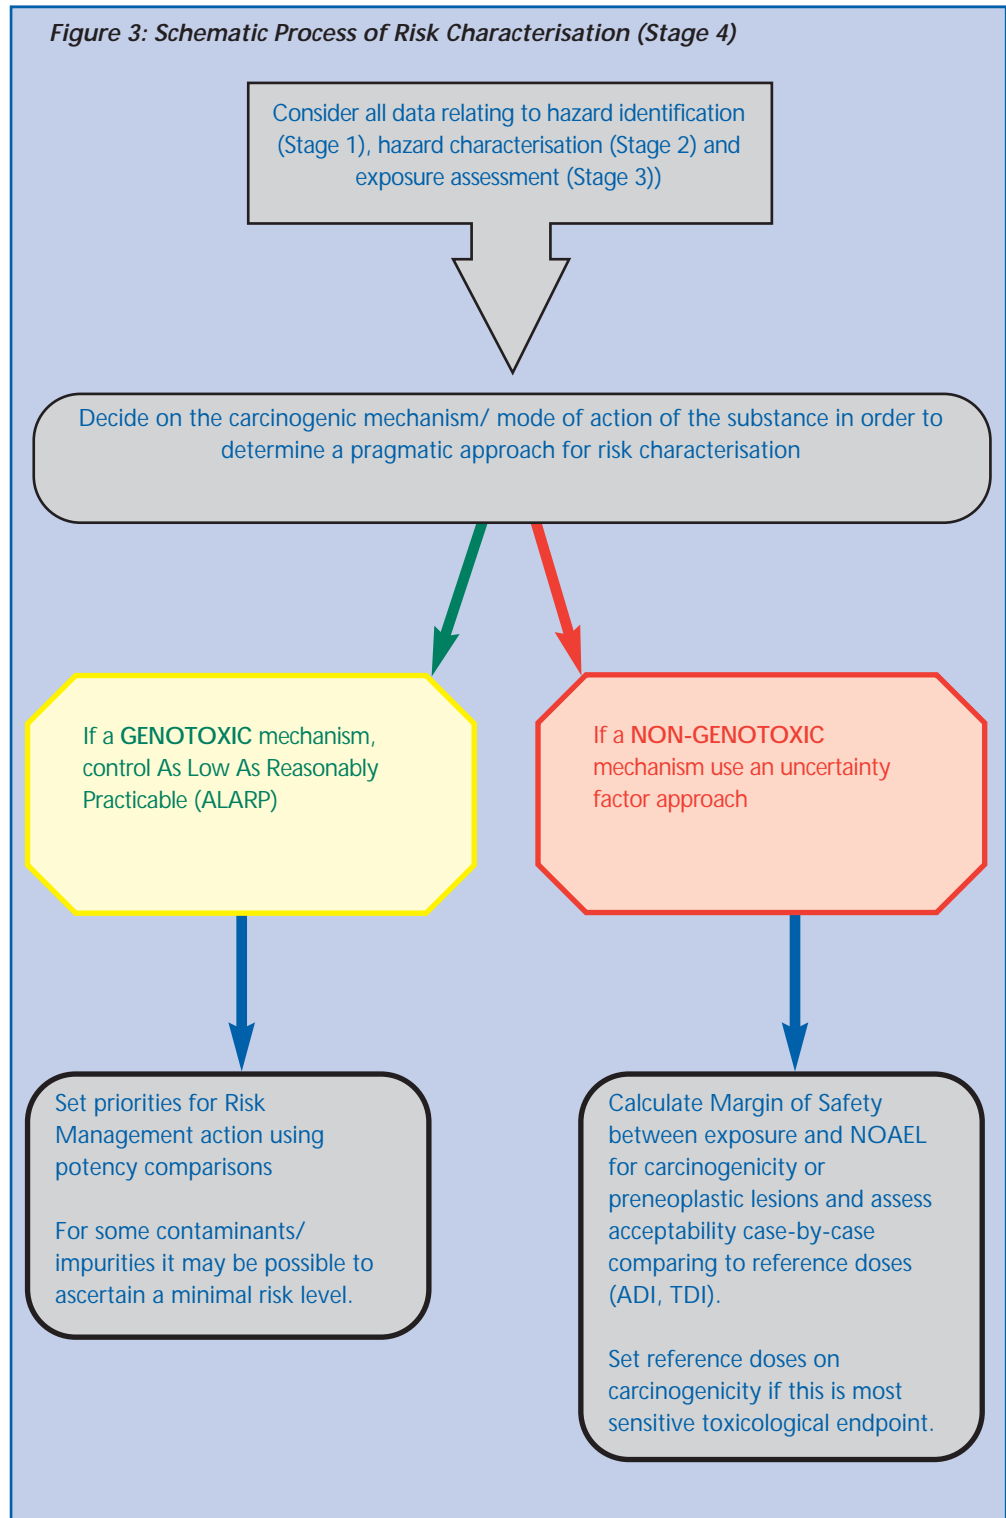 Figure 3: Schematic Process of Risk Characterisation (Stage 4)
Consider all data relating to hazard identification
(Stage 1), hazard characterisation (Stage 2) and
exposure assessment (Stage 3))
Decide on the carcinogenic mechanism/ mode of action of the substance in order to
determine a pragmatic approach for risk characterisation
If a GENOTOXIC mechanism,
control As Low As Reasonably
Practicable (ALARP)
If a NON-GENOTOXIC
mechanism use an uncertainty
factor approach
Set priorities for Risk
Management action using
potency comparisons
For some contaminants/
impurities it may be possible to
ascertain a minimal risk level.
Calculate Margin of Safety
between exposure and NOAEL
for carcinogenicity or
preneoplastic lesions and assess
acceptability case-by-case
comparing to reference doses
(ADI, TDI).
Set reference doses on
carcinogenicity if this is most
sensitive toxicological endpoint.